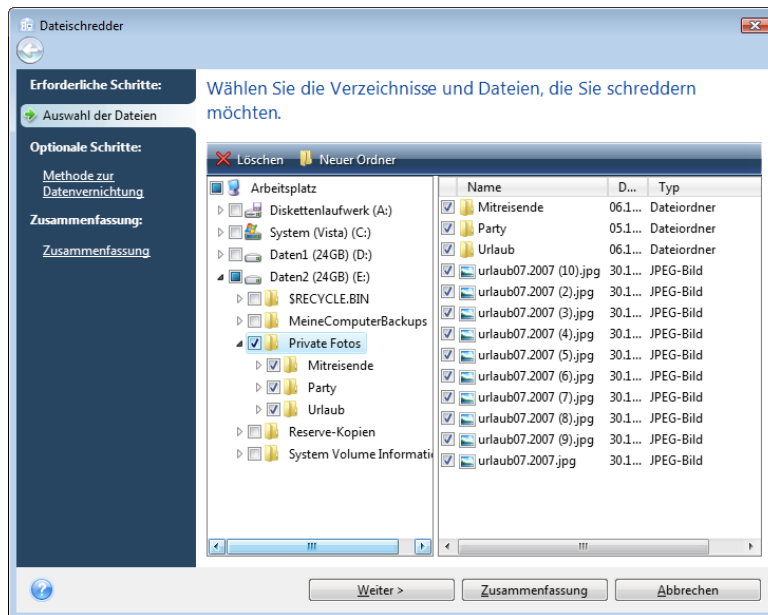 Dateischredder
Erforderliche Schritte:
Auswahl der Dateien
Optionale Schritte:
Methode zur
Datenvernichtung
Zusammenfassung:
Zusammenfassung
Wählen Sie die Verzeichnisse und Dateien, die Sie schreddern
möchten.
Löschen Neuer Ordner
Arbeitsplatz
Diskettenlaufwerk (A:)
System (Vista) (C:)
Daten1 (24GB) (D:)
Daten2 (24GB) (E:)
$RECYCLE.BIN
MeineComputerBackups
Private Fotos
Mitreisende
Party
Urlaub
Reserve-Kopien
System Volume Informati
Name D... Typ
Mitreisende 06.1... Dateiordner
Party 05.1... Dateiordner
Urlaub 06.1... Dateiordner
urlaub07.2007 (10).jpg 30.1... JPEG-Bild
urlaub07.2007 (2).jpg 30.1... JPEG-Bild
urlaub07.2007 (3).jpg 30.1... JPEG-Bild
urlaub07.2007 (4).jpg 30.1... JPEG-Bild
urlaub07.2007 (5).jpg 30.1... JPEG-Bild
urlaub07.2007 (6).jpg 30.1... JPEG-Bild
urlaub07.2007 (7).jpg 30.1... JPEG-Bild
urlaub07.2007 (8).jpg 30.1... JPEG-Bild
urlaub07.2007 (9).jpg 30.1... JPEG-Bild
urlaub07.2007.jpg 30.1... JPEG-Bild
Weiter > Zusammenfassung Abbrechen